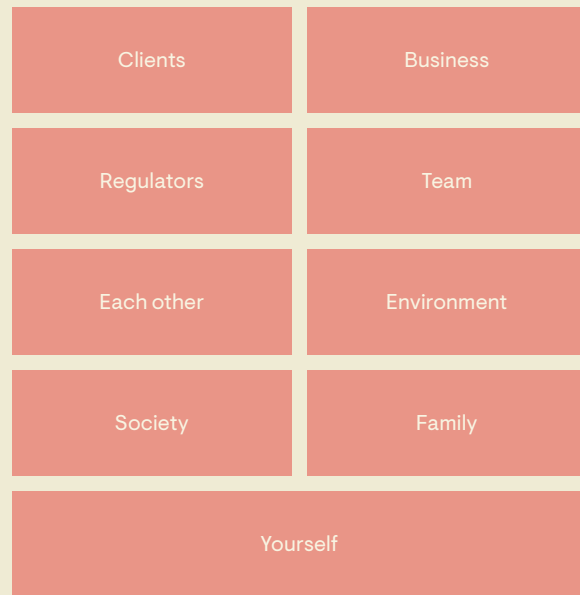 Clients
Business
Regulators
Team
Each other
Environment
Society
Family
Yourself